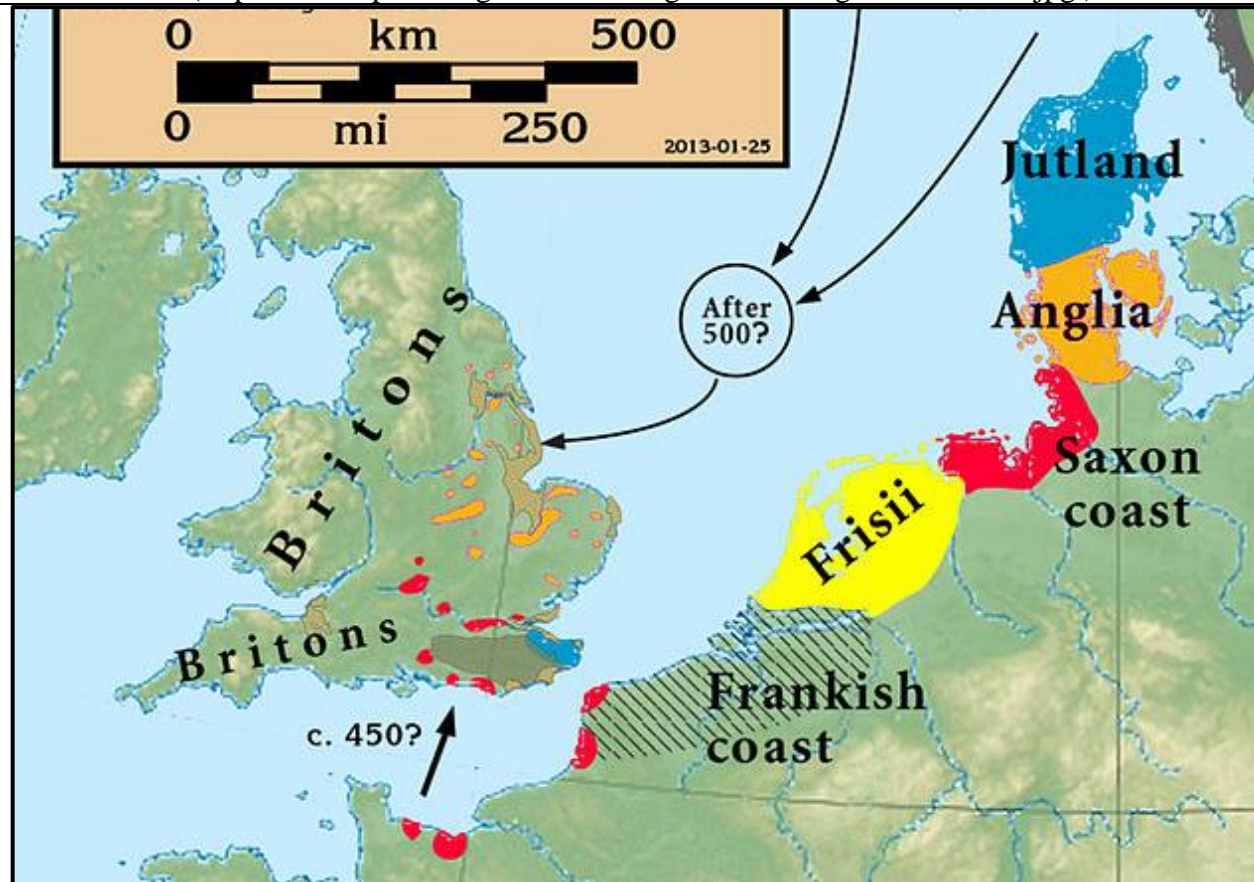 0 km 500
0 mi 250
2013-01-25
Jutland
After
500?
Anglia
Britons
Saxon
coast
Frisii
Britons
Frankish
coast
c. 450?